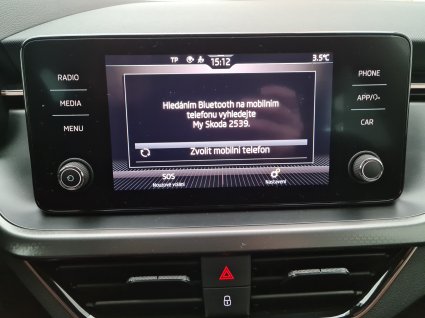 TP 15:12 3.5°C
RADIO
MEDIA
MENU
Hledáním Bluetooth na mobilním
telefonu vyhledejte
My Skoda 2539.
Zvolit mobilní telefon
SOS
Nouzové volání
Nastavení
PHONE
APP/
CAR